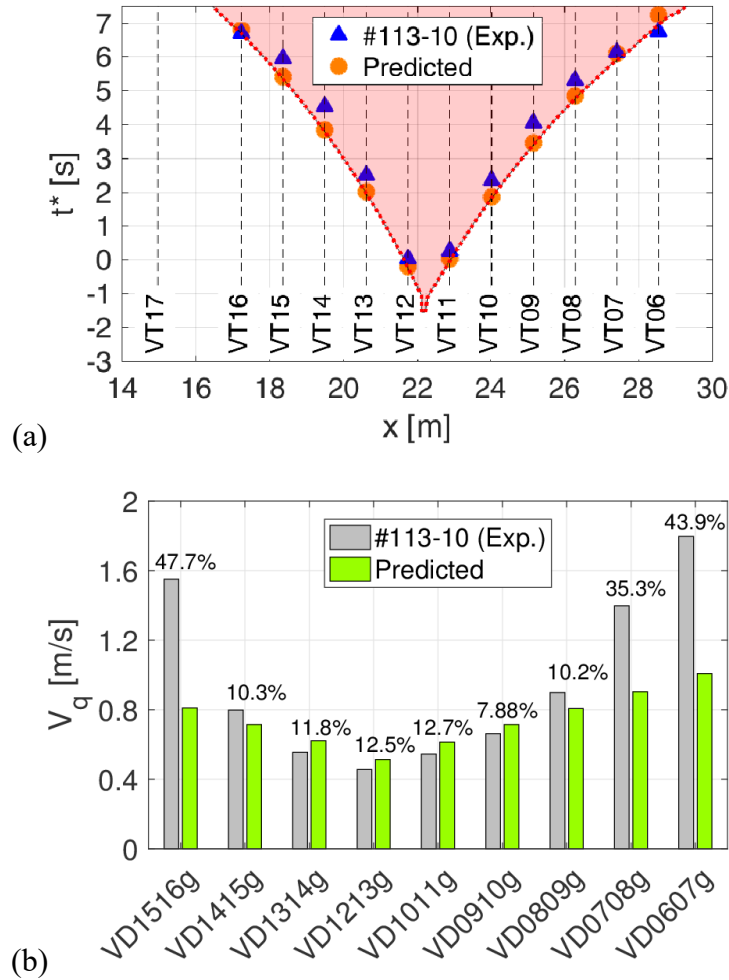 7
6
5
4
3
2
1
0
-1
-2
-3
t* [s]
#113-10 (Exp.)
Predicted
VT17
VT16
VT15
VT14
VT13
VT12
VT11
VT10
VT09
VT08
VT07
VT06
14 16 18 20 22 24 26 28 30
x [m]
(a)
2
1.6
1.2
0.8
0.4
0
V_q [m/s]
#113-10 (Exp.)
Predicted
47.7%
10.3%
11.8%
12.5%
12.7%
7.88%
10.2%
35.3%
43.9%
VD1516g
VD1415g
VD1314g
VD1213g
VD1011g
VD0910g
VD0809g
VD0708g
VD0607g
(b)